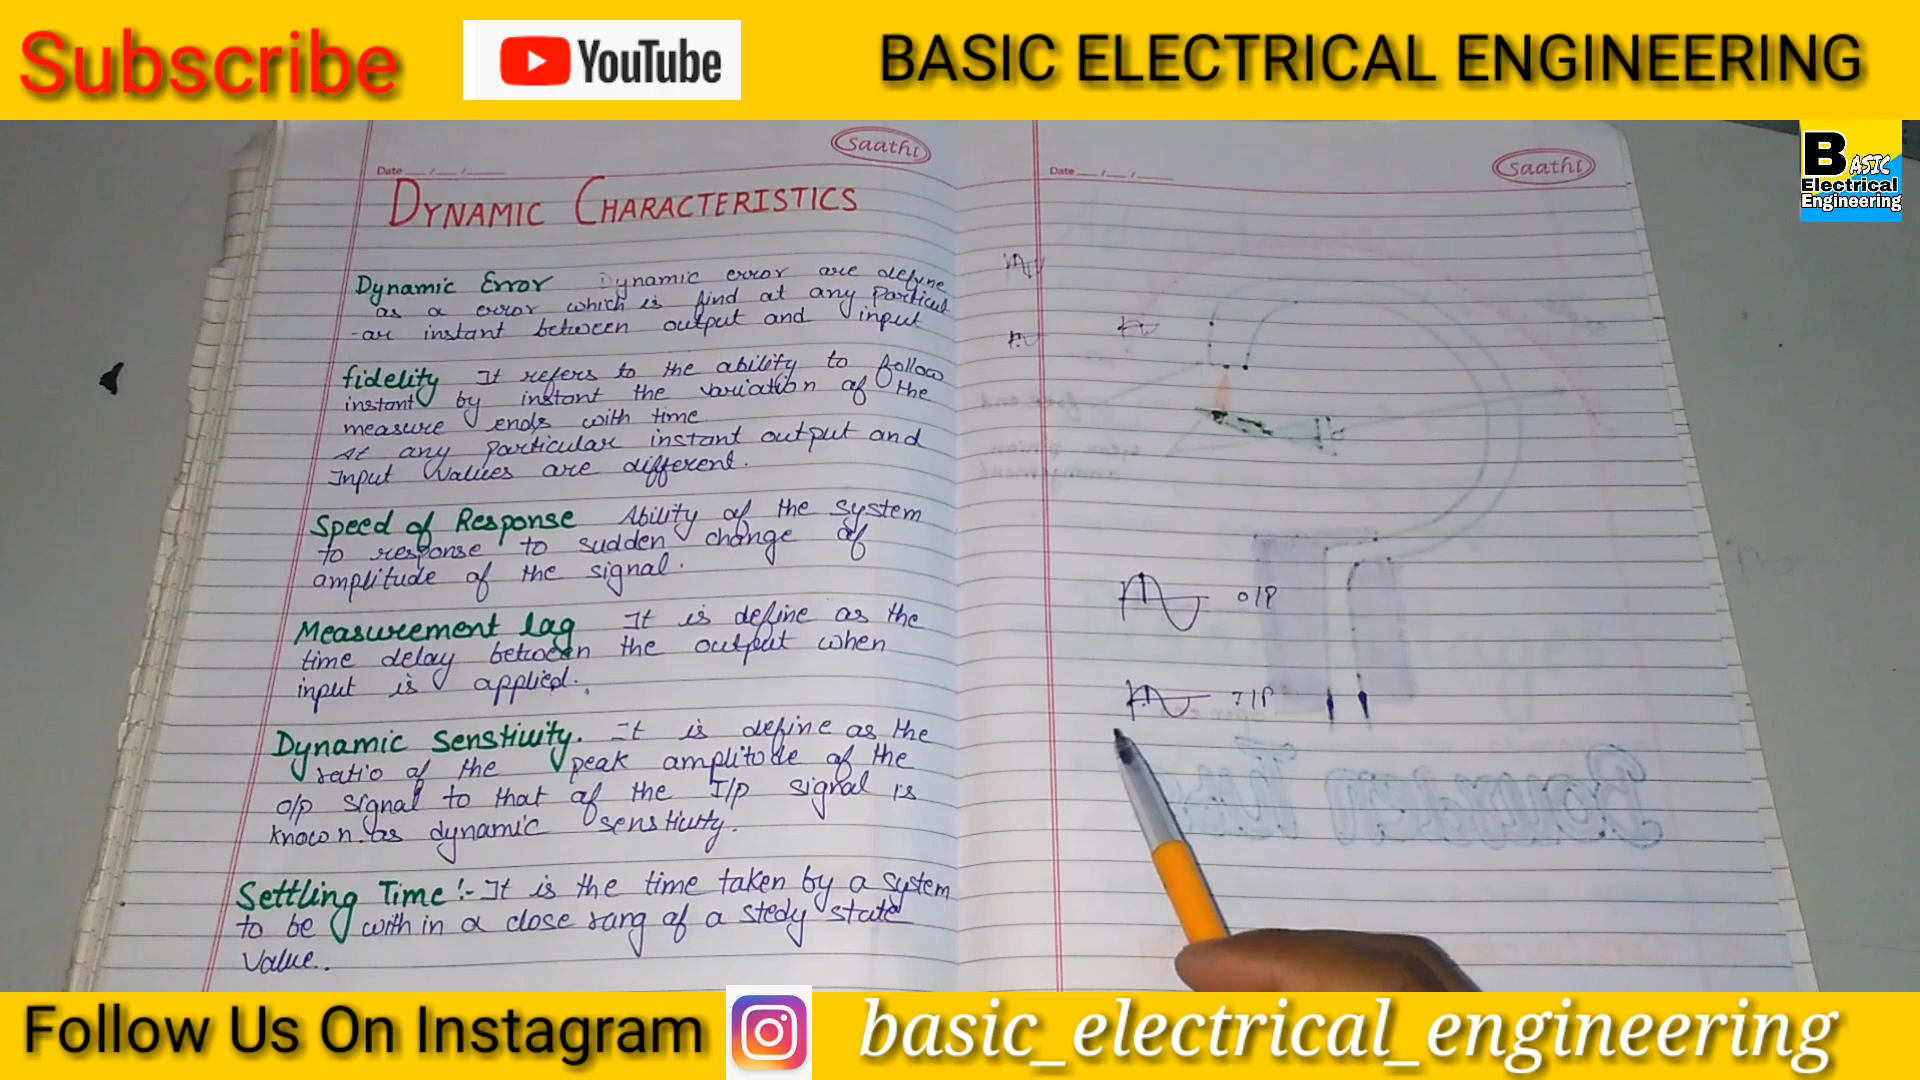 Subscribe
YouTube
BASIC ELECTRICAL ENGINEERING
BASIC
Electrical
Engineering
Saathi
Date
DYNAMIC CHARACTERISTICS
Dynamic Error Dynamic error are define
as a error which is find at any particul
-ar instant between output and input
fidelity It refers to the ability to follow
instant by instant the variation of the
measure ends with time
At any particular instant output and
Input Values are different.
Speed of Response Ability of the system
to response to sudden change of
amplitude of the signal.
Measurement lag It is define as the
time delay between the output when
input is applied.
Dynamic Senstiuity. It is define as the
ratio of the peak amplitude of the
o/p signal to that of the I/p signal is
known as dynamic senstiuity.
Settling Time :- It is the time taken by a system
to be with in a close rang of a stedy state
Value.
Saathi
Date
O/P
I/P
Follow Us On Instagram
basic_electrical_engineering